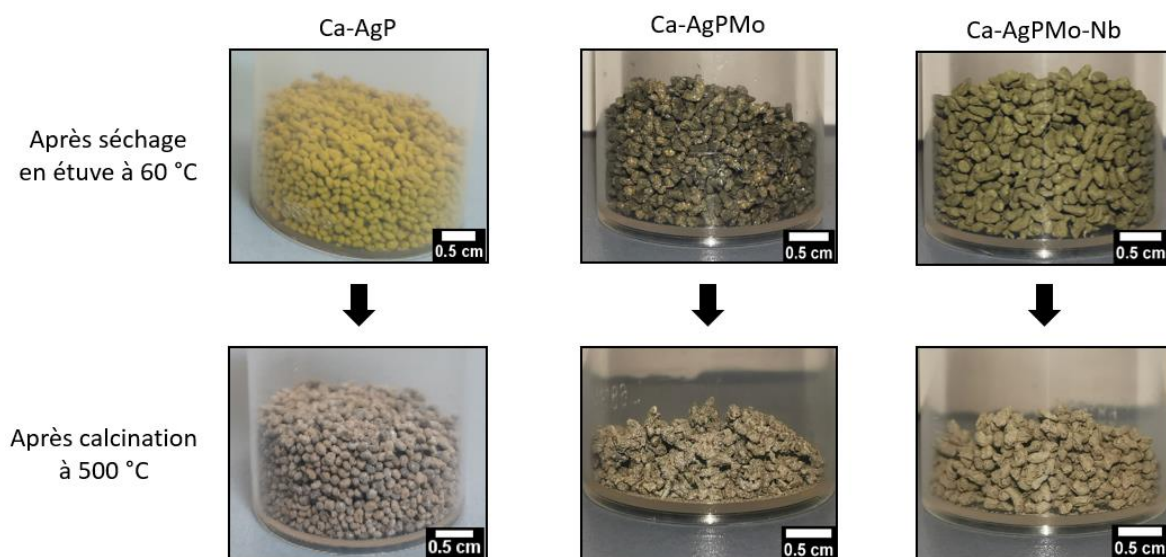 Ca-AgP
Ca-AgPMo
Ca-AgPMo-Nb
Après séchage
en étuve à 60 °C
0.5 cm
0.5 cm
0.5 cm
Après calcination
à 500 °C
0.5 cm
0.5 cm
0.5 cm